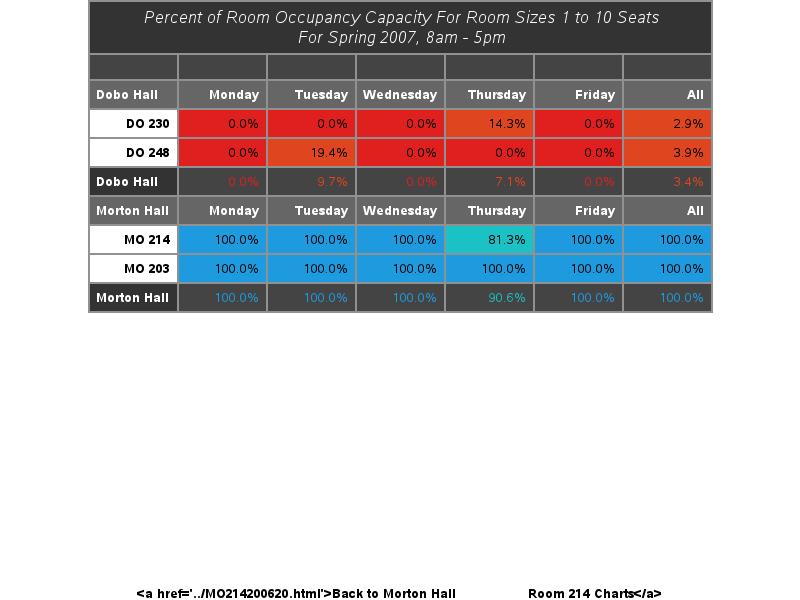 Percent of Room Occupancy Capacity For Room Sizes 1 to 10 Seats
For Spring 2007, 8am - 5pm
Dobo Hall Monday Tuesday Wednesday Thursday Friday All
DO 230 0.0% 0.0% 0.0% 14.3% 0.0% 2.9%
DO 248 0.0% 19.4% 0.0% 0.0% 0.0% 3.9%
Dobo Hall 0.0% 9.7% 0.0% 7.1% 0.0% 3.4%
Morton Hall Monday Tuesday Wednesday Thursday Friday All
MO 214 100.0% 100.0% 100.0% 81.3% 100.0% 100.0%
MO 203 100.0% 100.0% 100.0% 100.0% 100.0% 100.0%
Morton Hall 100.0% 100.0% 100.0% 90.6% 100.0% 100.0%
<a href='../MO214200620.html'>Back to Morton Hall Room 214 Charts</a>